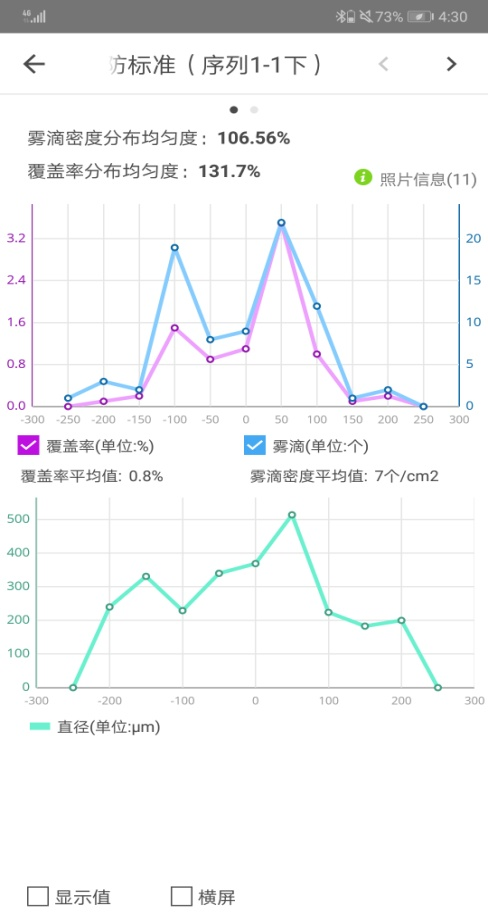 4G
73% 4:30
标准（序列1-1下）
雾滴密度分布均匀度：106.56%
覆盖率分布均匀度：131.7%
照片信息(11)
3.2 20
2.4 15
1.6 10
0.8 5
0.0 0
-300 -250 -200 -150 -100 -50 0 50 100 150 200 250 300
覆盖率(单位:%) 雾滴(单位:个)
覆盖率平均值: 0.8% 雾滴密度平均值: 7个/cm2
500
400
300
200
100
0
-300 -200 -100 0 100 200 300
直径(单位:μm)
显示值 横屏